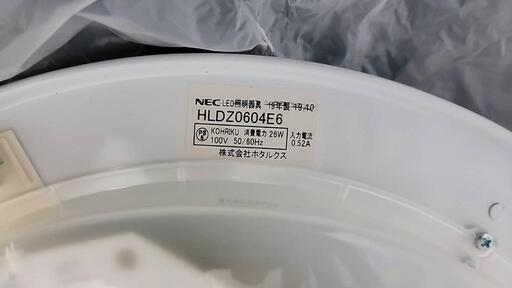 NEC LED照明器具 19年製 19.10
HLDZ0604E6
PS E KOHRIKU 消費電力 26W 入力電流
100V 50/60Hz 0.52A
株式会社ホタルクス